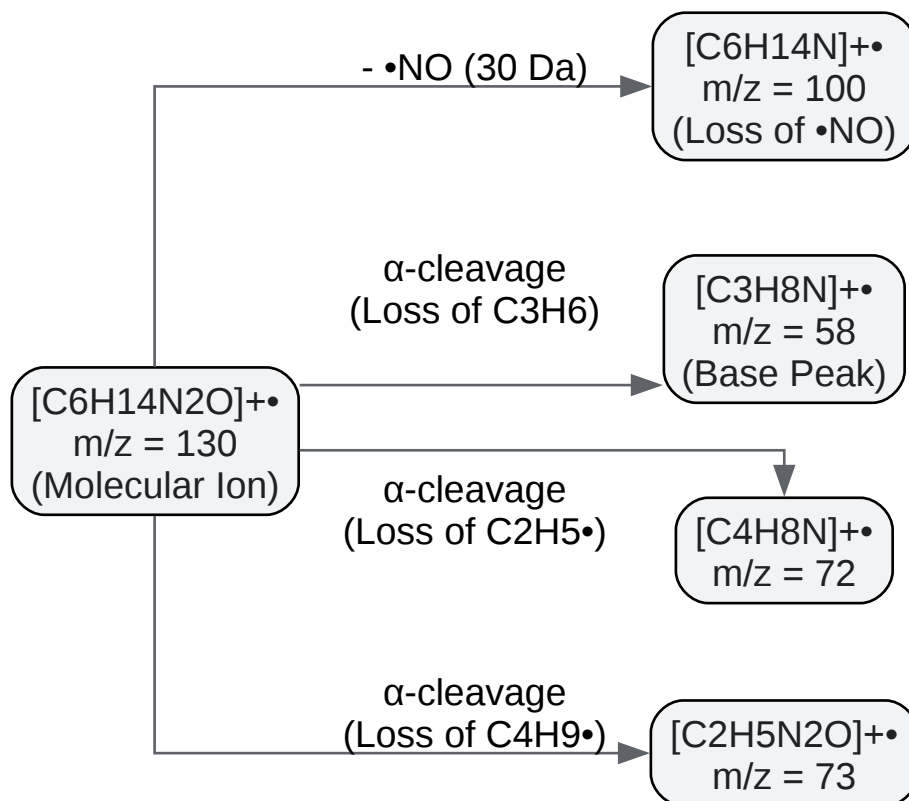 - •NO (30 Da)
[C6H14N]+•
m/z = 100
(Loss of •NO)
α-cleavage
(Loss of C3H6)
[C3H8N]+•
m/z = 58
(Base Peak)
[C6H14N2O]+•
m/z = 130
(Molecular Ion)
α-cleavage
(Loss of C2H5•)
[C4H8N]+•
m/z = 72
α-cleavage
(Loss of C4H9•)
[C2H5N2O]+•
m/z = 73